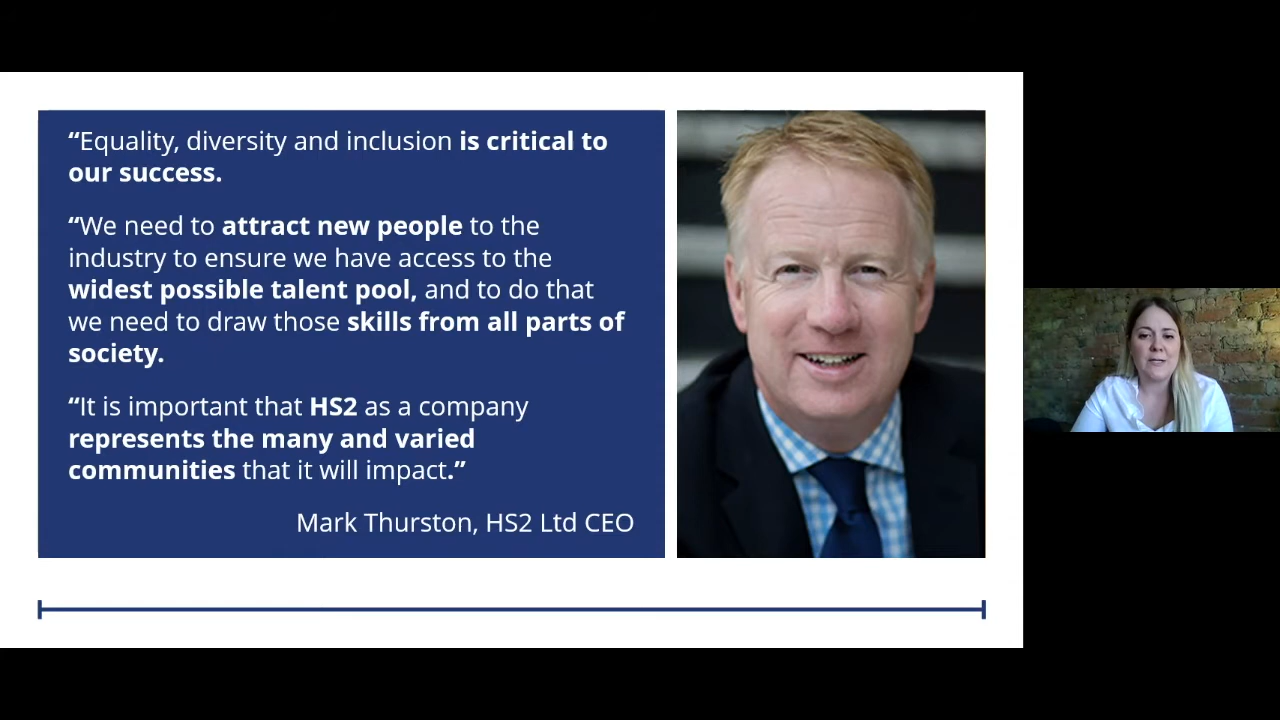 “Equality, diversity and inclusion is critical to
our success.
“We need to attract new people to the
industry to ensure we have access to the
widest possible talent pool, and to do that
we need to draw those skills from all parts of
society.
“It is important that HS2 as a company
represents the many and varied
communities that it will impact.”
Mark Thurston, HS2 Ltd CEO